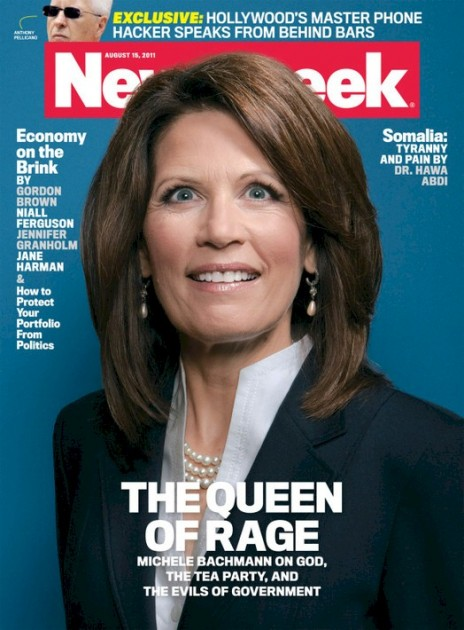 ANTHONY
PELLICANO
EXCLUSIVE: HOLLYWOOD'S MASTER PHONE
HACKER SPEAKS FROM BEHIND BARS
AUGUST 15, 2011
New eek
Economy
on the
Brink
BY
GORDON
BROWN
NIALL
FERGUSON
JENNIFER
GRANHOLM
JANE
HARMAN
&
How to
Protect
Your
Portfolio
From
Politics
Somalia:
TYRANNY
AND PAIN BY
DR. HAWA
ABDI
THE QUEEN
OF RAGE
MICHELE BACHMANN ON GOD,
THE TEA PARTY, AND
THE EVILS OF GOVERNMENT